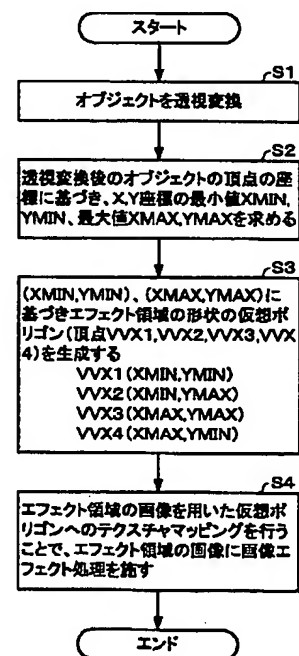 スタート
S1
オブジェクトを透視変換
S2
透視変換後のオブジェクトの頂点の座
標に基づき、X,Y座標の最小値XMIN,
YMIN、最大値XMAX,YMAXを求める
S3
(XMIN,YMIN)、(XMAX,YMAX)に
基づきエフェクト領域の形状の仮想ポ
リゴン(頂点VVX1,VVX2,VVX3,VVX
4)を生成する
VVX1(XMIN,YMIN)
VVX2(XMIN,YMAX)
VVX3(XMAX,YMAX)
VVX4(XMAX,YMIN)
S4
エフェクト領域の画像を用いた仮想ポ
リゴンへのテクスチャマッピングを行う
ことで、エフェクト領域の画像に画像エ
フェクト処理を施す
エンド